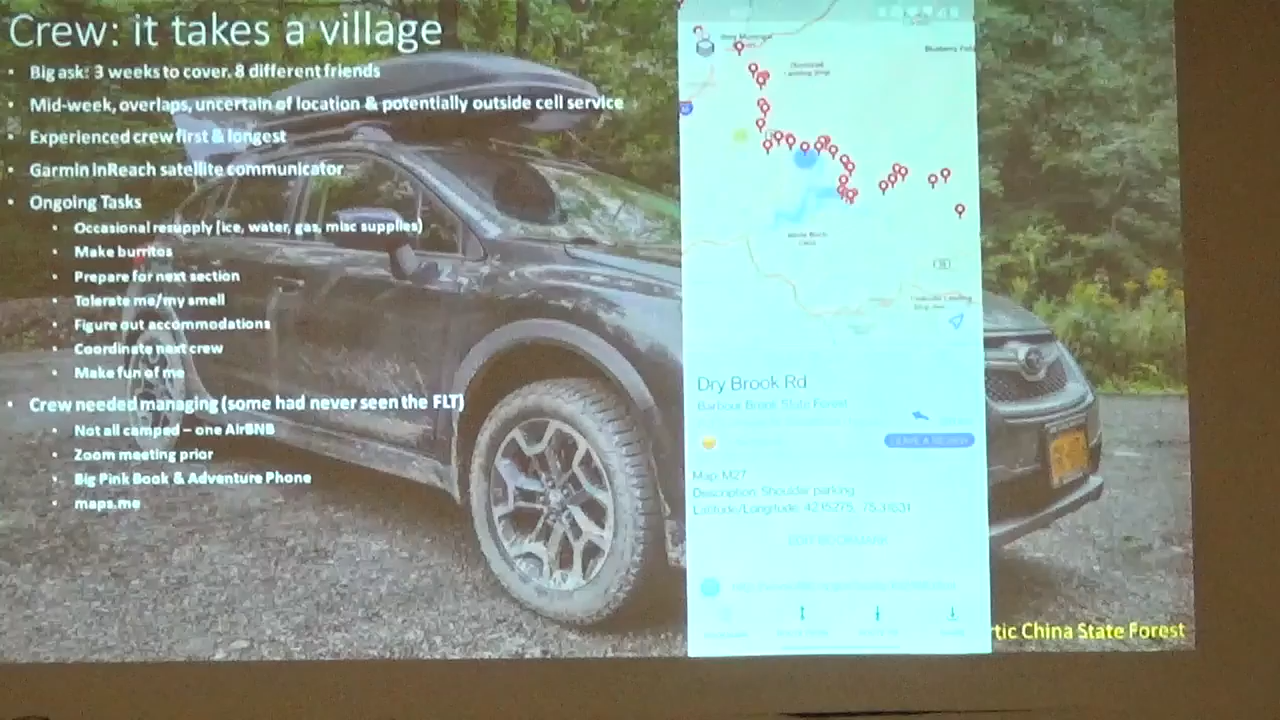 Crew: it takes a village
• Big ask: 3 weeks to cover. 8 different friends
• Mid-week, overlaps, uncertain of location & potentially outside cell service
• Experienced crew first & longest
• Garmin inReach satellite communicator
• Ongoing Tasks
• Occasional resupply (ice, water, gas, misc supplies)
• Make burritos
• Prepare for next section
• Tolerate me/my smell
• Figure out accommodations
• Coordinate next crew
• Make fun of me
• Crew needed managing (some had never seen the FLT)
• Not all camped – one AirBNB
• Zoom meeting prior
• Big Pink Book & Adventure Phone
• maps.me
Dry Brook Rd
Barbour Brook State Forest
Map: M27
Description: Shoulder parking
Latitude/Longitude:
EDIT BOOKMARK
tic China State Forest